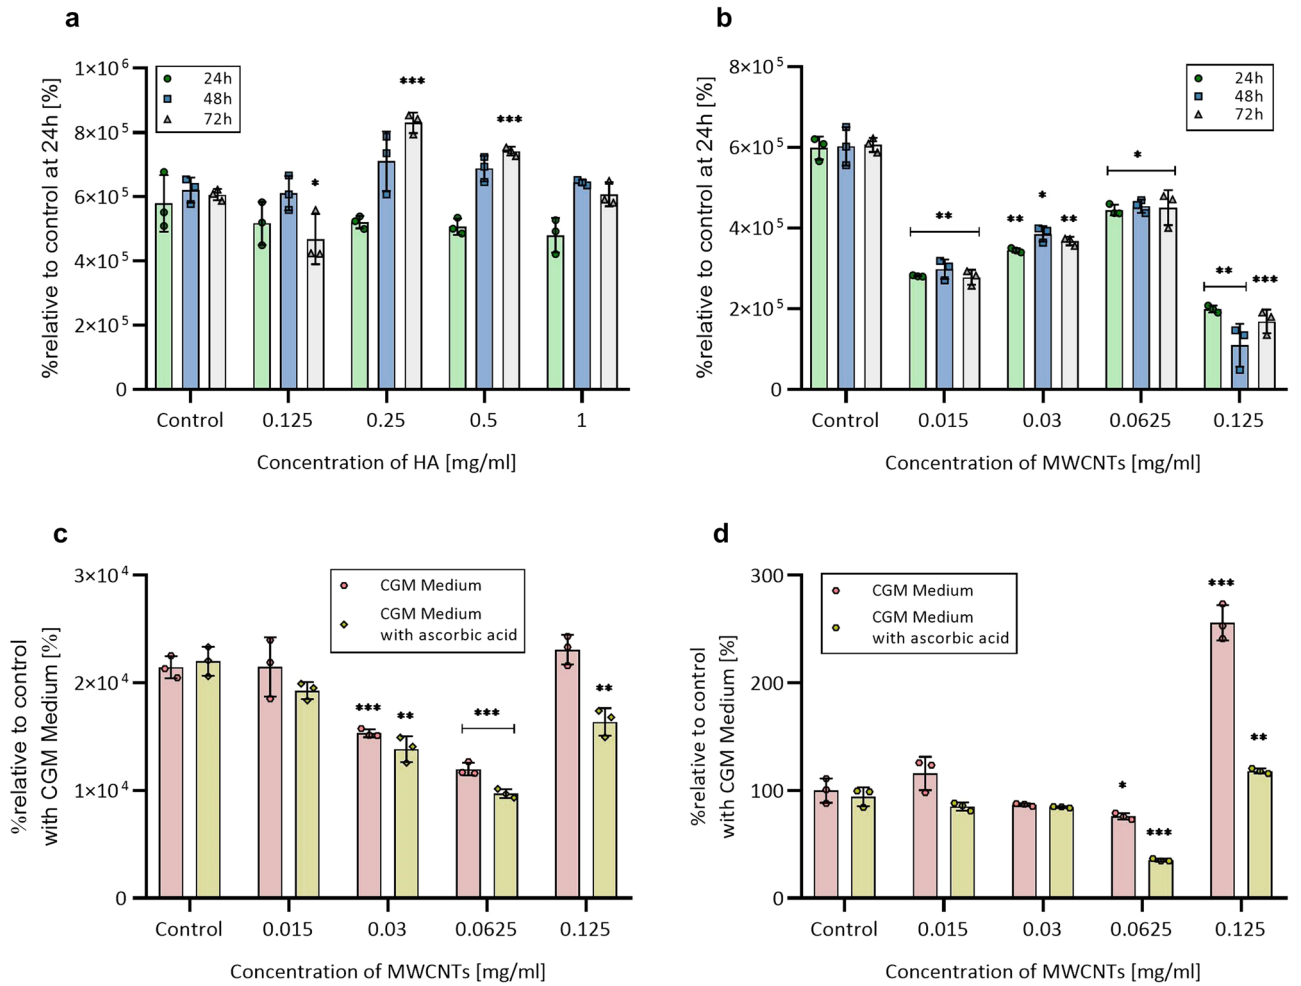 a
%relative to control at 24h [%]
1×10⁶
8×10⁵
6×10⁵
4×10⁵
2×10⁵
0
24h
48h
72h
*
***
***
Control
0.125
0.25
0.5
1
Concentration of HA [mg/ml]
b
%relative to control at 24h [%]
8×10⁵
6×10⁵
4×10⁵
2×10⁵
0
24h
48h
72h
**
**
*
**
*
**
***
Control
0.015
0.03
0.0625
0.125
Concentration of MWCNTs [mg/ml]
c
%relative to control
with CGM Medium [%]
3×10⁴
2×10⁴
1×10⁴
0
CGM Medium
CGM Medium
with ascorbic acid
***
**
***
**
Control
0.015
0.03
0.0625
0.125
Concentration of MWCNTs [mg/ml]
d
%relative to control
with CGM Medium [%]
300
200
100
0
CGM Medium
CGM Medium
with ascorbic acid
*
***
***
**
Control
0.015
0.03
0.0625
0.125
Concentration of MWCNTs [mg/ml]